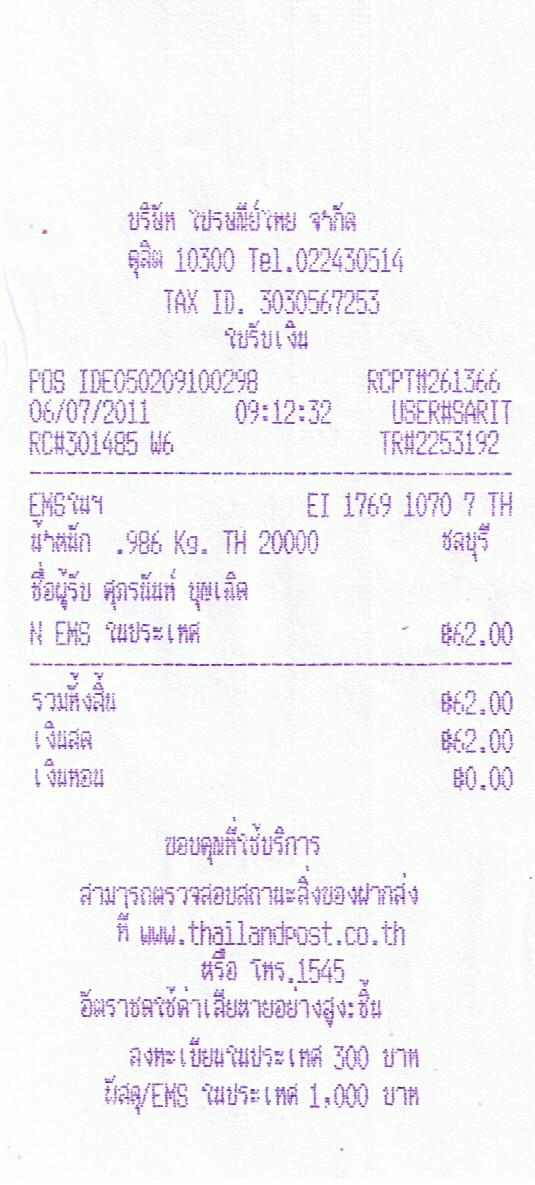 บริษัท ไปรษณีย์ไทย จำกัด
ดุสิต 10300 Tel.022430514
TAX ID. 3030567253
ใบรับเงิน
POS IDE050209100298 RCPT#261366
06/07/2011 09:12:32 USER#SARIT
RC#301485 W6 TR#2253192
EMSในฯ EI 1769 1070 7 TH
น้ำหนัก .986 Kg. TH 20000 ชลบุรี
ชื่อผู้รับ ศุภรนันท์ บุญเลิศ
N EMS ในประเทศ ฿62.00
รวมทั้งสิ้น ฿62.00
เงินสด ฿62.00
เงินทอน ฿0.00
ขอบคุณที่ใช้บริการ
สามารถตรวจสอบสถานะสิ่งของฝากส่ง
ที่ www.thailandpost.co.th
หรือ โทร.1545
อัตราชดใช้ค่าเสียหายอย่างสูง:ชิ้น
ลงทะเบียนในประเทศ 300 บาท
พัสดุ/EMS ในประเทศ 1,000 บาท